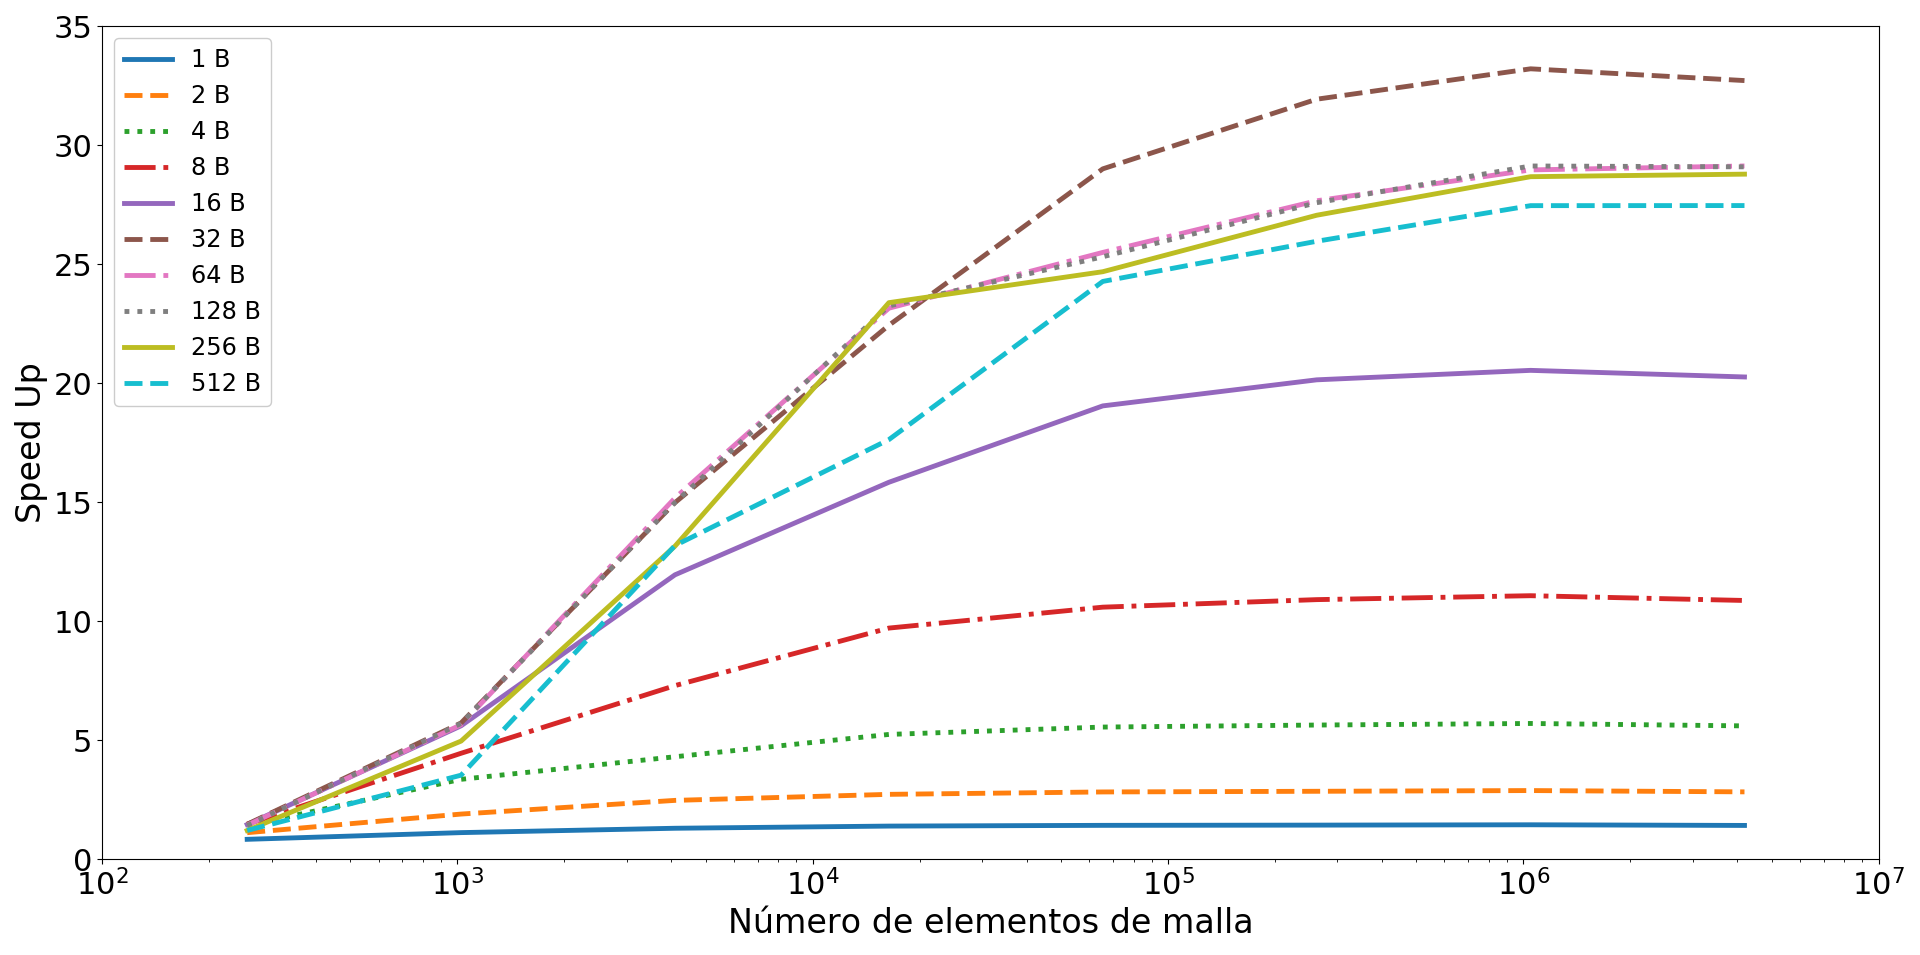 35
30
25
20
15
10
5
0
Speed Up
1 B
2 B
4 B
8 B
16 B
32 B
64 B
128 B
256 B
512 B
10² 10³ 10⁴ 10⁵ 10⁶ 10⁷
Número de elementos de malla